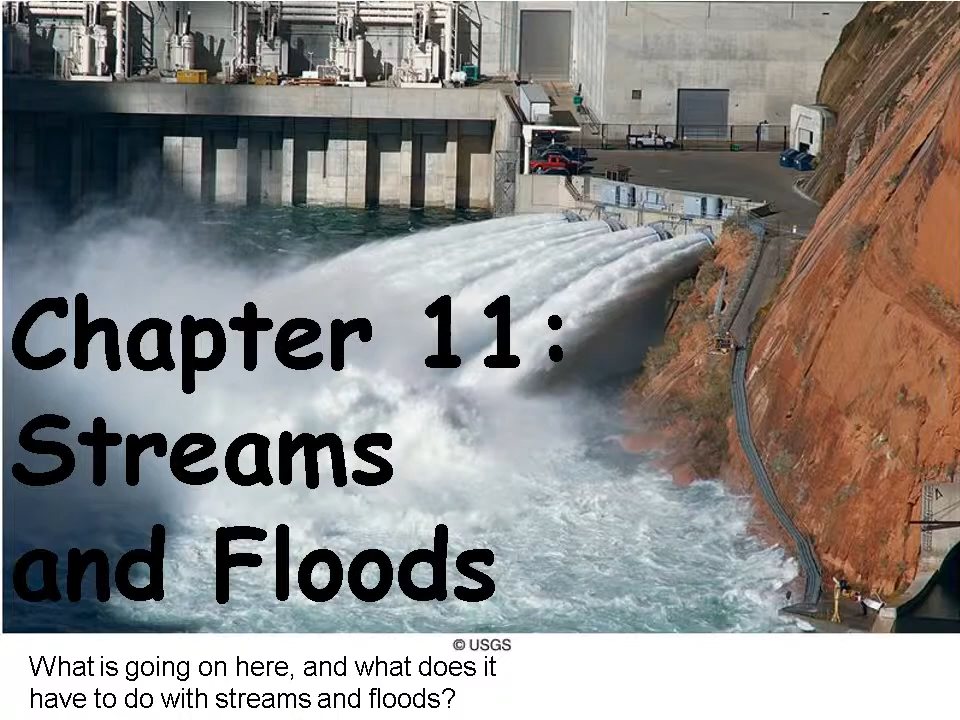 Chapter 11:
Streams
and Floods
© USGS
What is going on here, and what does it
have to do with streams and floods?